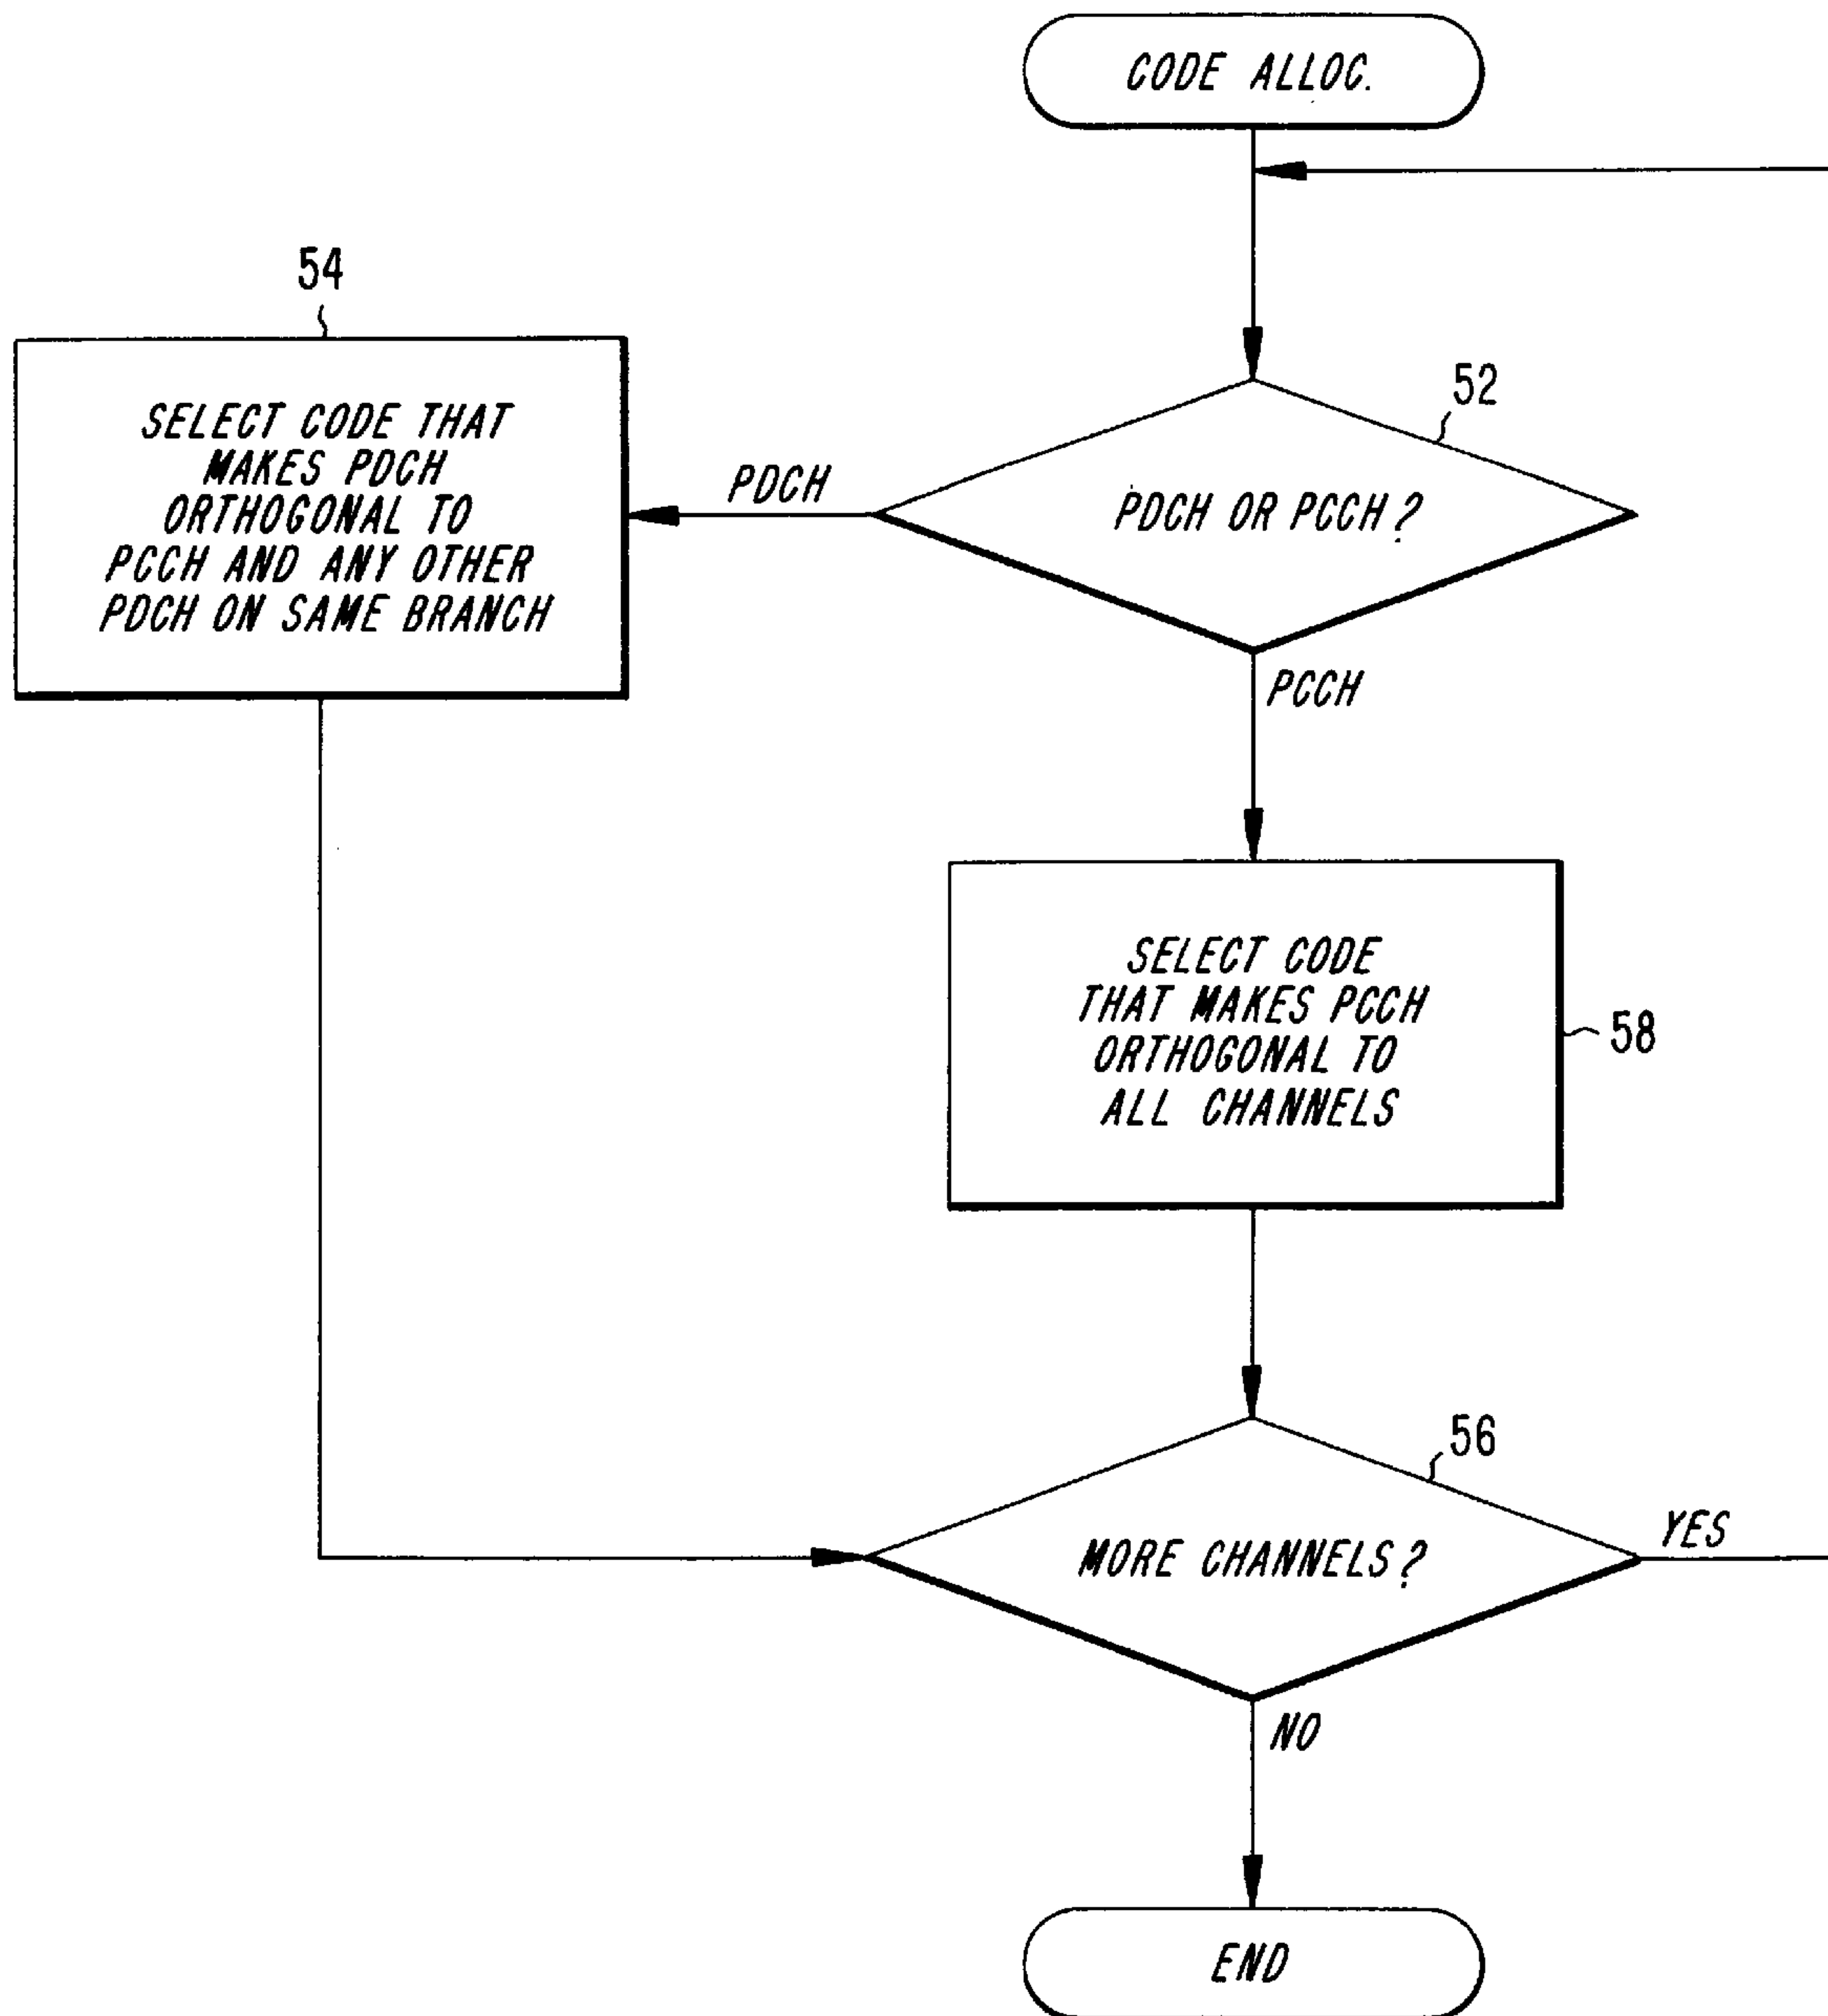 CODE ALLOC.
54
SELECT CODE THAT
MAKES PDCH
ORTHOGONAL TO
PCCH AND ANY OTHER
PDCH ON SAME BRANCH
PDCH
52
PDCH OR PCCH?
PCCH
SELECT CODE
THAT MAKES PCCH
ORTHOGONAL TO
ALL CHANNELS
58
56
MORE CHANNELS?
YES
NO
END